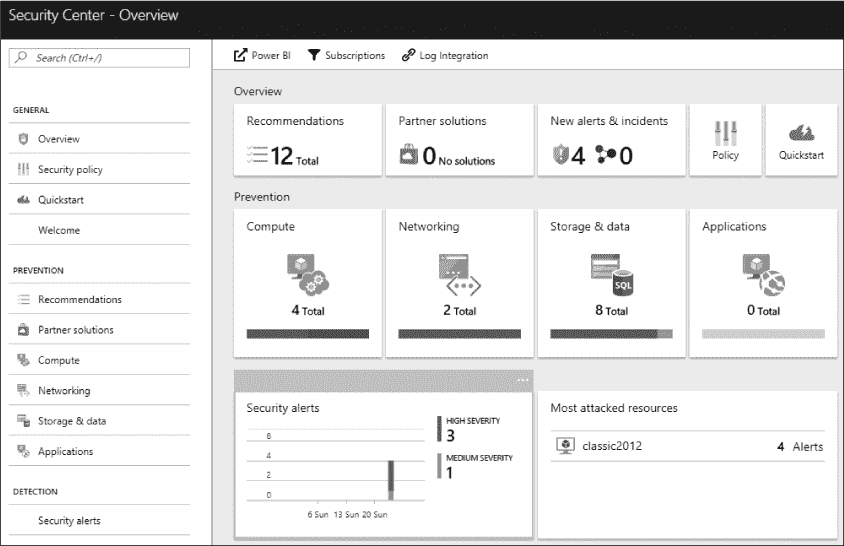 Security Center - Overview
Search (Ctrl+/)
GENERAL
Overview
Security policy
Quickstart
Welcome
PREVENTION
Recommendations
Partner solutions
Compute
Networking
Storage & data
Applications
DETECTION
Security alerts
Power BI Subscriptions Log Integration
Overview
Recommendations
12 Total
Partner solutions
0 No solutions
New alerts & incidents
4 0
Policy
Quickstart
Prevention
Compute
4 Total
Networking
2 Total
Storage & data
SQL
8 Total
Applications
0 Total
...
Security alerts
6
4
2
0
6 Sun 13 Sun 20 Sun
HIGH SEVERITY
3
MEDIUM SEVERITY
1
Most attacked resources
classic2012 4 Alerts